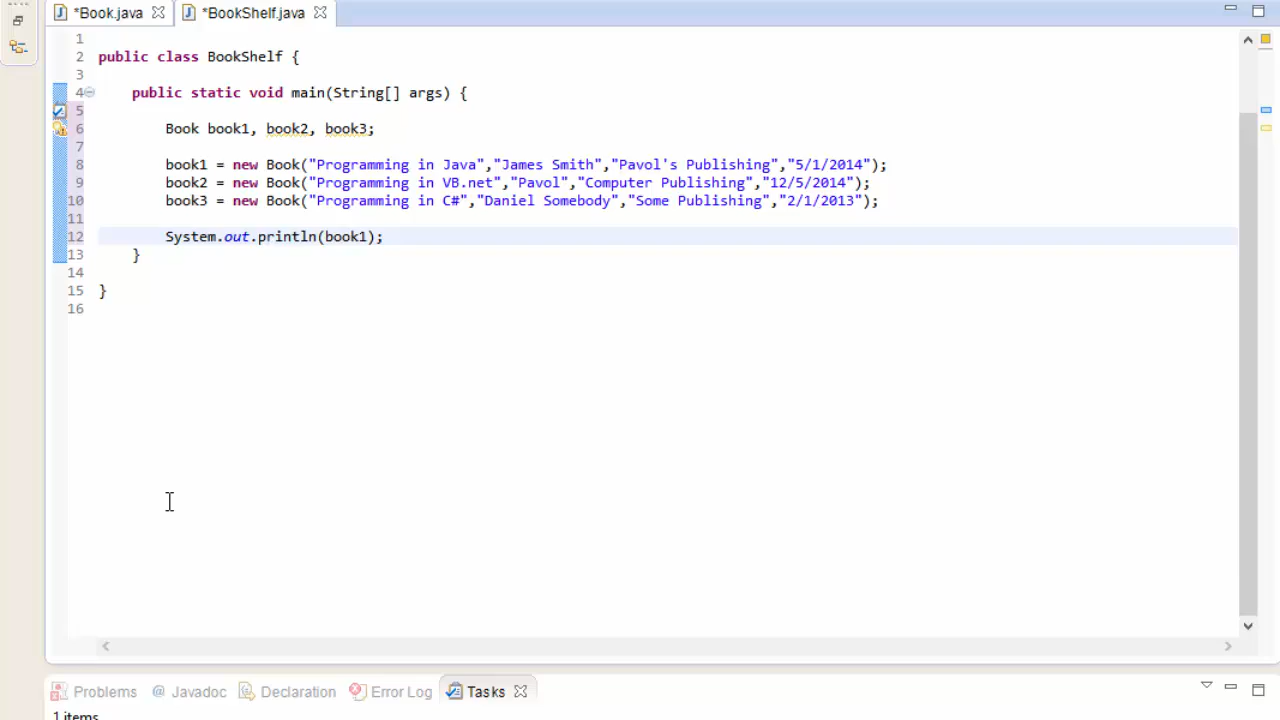 *Book.java *BookShelf.java
1
2 public class BookShelf {
3
4 public static void main(String[] args) {
5
6 Book book1, book2, book3;
7
8 book1 = new Book("Programming in Java","James Smith","Pavol's Publishing","5/1/2014");
9 book2 = new Book("Programming in VB.net","Pavol","Computer Publishing","12/5/2014");
10 book3 = new Book("Programming in C#","Daniel Somebody","Some Publishing","2/1/2013");
11
12 System.out.println(book1);
13 }
14
15 }
16
Problems @ Javadoc Declaration Error Log Tasks
1 items